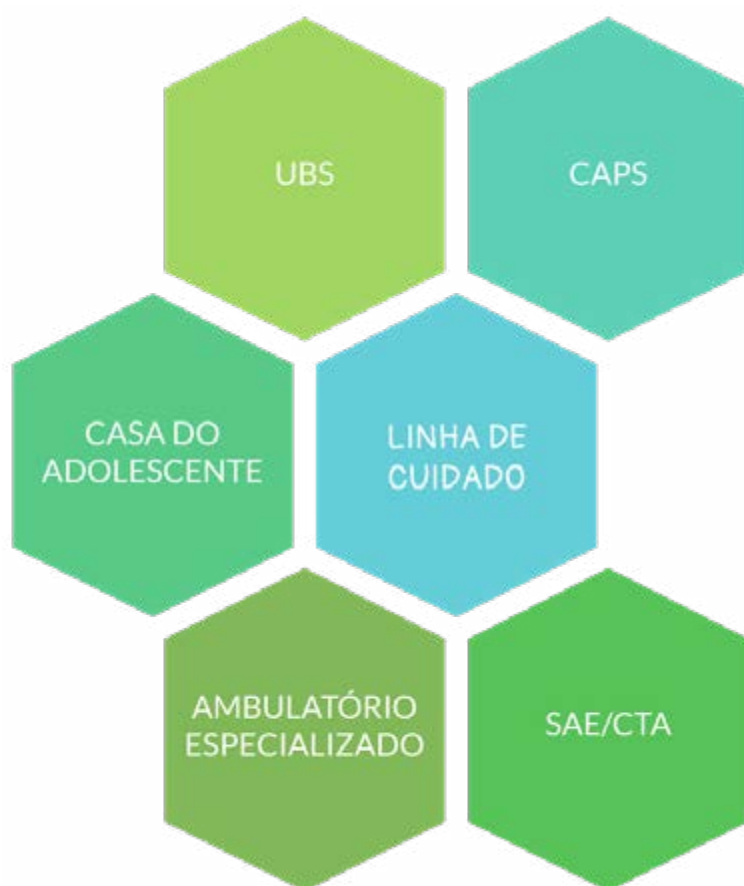 UBS
CAPS
CASA DO
ADOLESCENTE
LINHA DE
CUIDADO
AMBULATÓRIO
ESPECIALIZADO
SAE/CTA